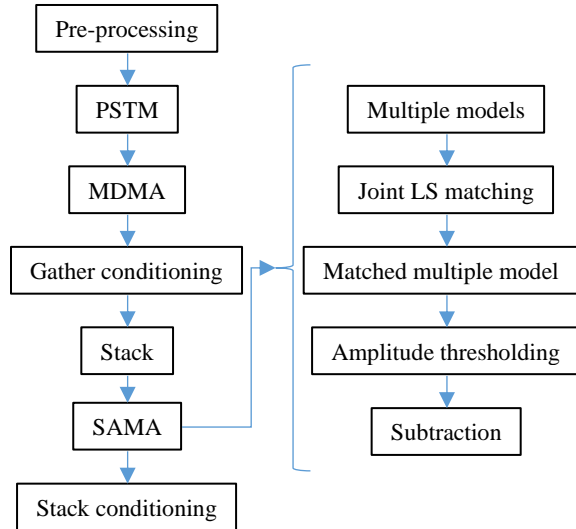 Pre-processing
PSTM
MDMA
Gather conditioning
Stack
SAMA
Stack conditioning
Multiple models
Joint LS matching
Matched multiple model
Amplitude thresholding
Subtraction